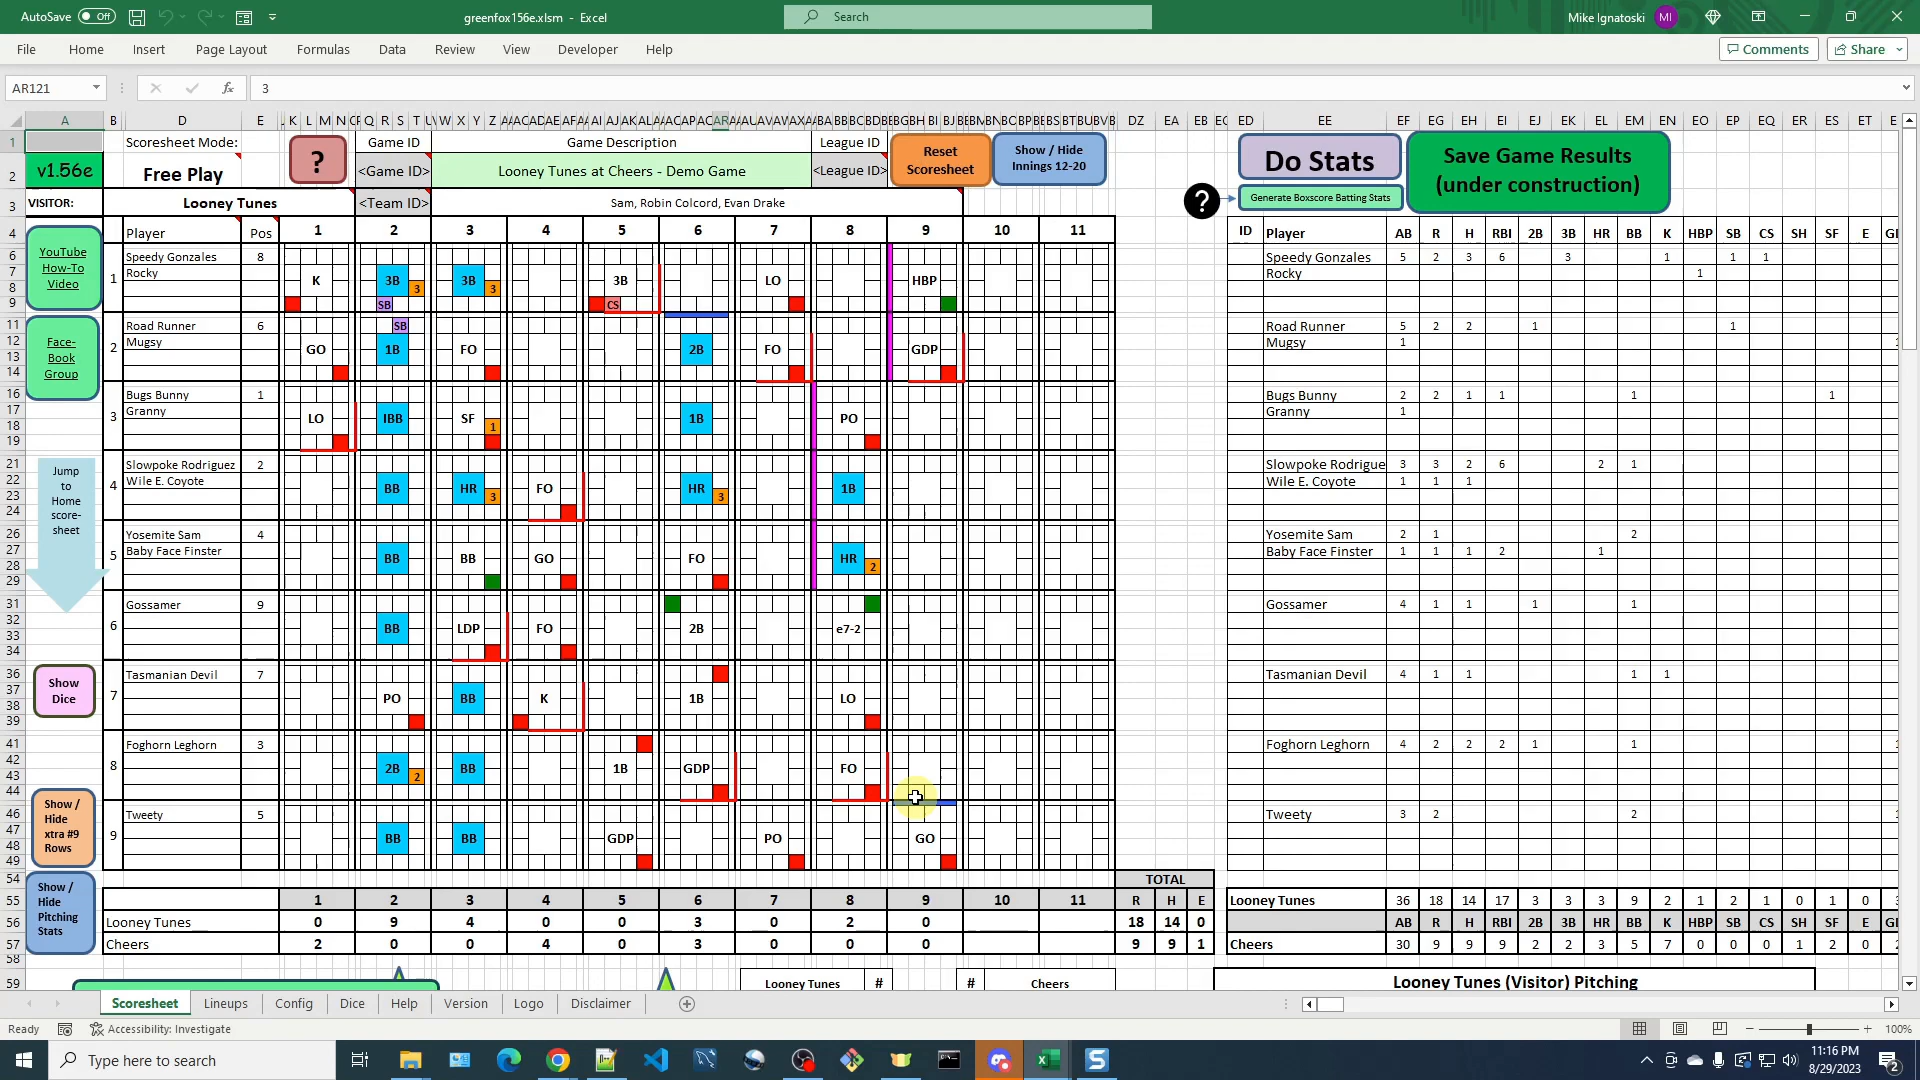 AutoSave Off
greenfox156e.xlsm - Excel
Search
Mike Ignatoski MI
File Home Insert Page Layout Formulas Data Review View Developer Help
Comments Share
AR121 fx 3
Scoresheet Mode: Game ID Game Description League ID
v1.56e Free Play ? <Game ID> Looney Tunes at Cheers - Demo Game <League ID>
Reset Scoresheet
Show / Hide Innings 12-20
Do Stats
Save Game Results (under construction)
VISITOR: Looney Tunes <Team ID> Sam, Robin Colcord, Evan Drake
? Generate Boxscore Batting Stats
Player Pos 1 2 3 4 5 6 7 8 9 10 11
ID Player AB R H RBI 2B 3B HR BB K HBP SB CS SH SF E
YouTube How-To Video
Face-Book Group
Jump to Home score-sheet
Show Dice
Show / Hide xtra #9 Rows
Show / Hide Pitching Stats
1 Speedy Gonzales 8 K 3B 3 3B 3 3B LO HBP
Rocky SB CS
2 Road Runner 6 SB GO 1B FO 2B FO GDP
Mugsy
3 Bugs Bunny 1 LO IBB SF 1 1B PO
Granny
4 Slowpoke Rodriguez 2 BB HR 3 FO HR 3 1B
Wile E. Coyote
5 Yosemite Sam 4 BB BB GO FO HR 2
Baby Face Finster
6 Gossamer 9 BB LDP FO 2B e7-2
7 Tasmanian Devil 7 PO BB K 1B LO
8 Foghorn Leghorn 3 2B 2 BB 1B GDP FO
9 Tweety 5 BB BB GDP PO GO
Speedy Gonzales 5 2 3 6 3 1 1 1
Rocky 1
Road Runner 5 2 2 1 1
Mugsy 1
Bugs Bunny 2 2 1 1 1 1
Granny 1
Slowpoke Rodrigue 3 3 2 6 2 1
Wile E. Coyote 1 1 1
Yosemite Sam 2 1 2
Baby Face Finster 1 1 1 2 1
Gossamer 4 1 1 1 1
Tasmanian Devil 4 1 1 1 1
Foghorn Leghorn 4 2 2 2 1 1
Tweety 3 2 2
TOTAL
1 2 3 4 5 6 7 8 9 10 11 R H E
Looney Tunes 0 9 4 0 0 3 0 2 0 18 14 0
Cheers 2 0 0 4 0 3 0 0 0 9 9 1
Looney Tunes 36 18 14 17 3 3 3 9 2 1 2 1 0 1 0
AB R H RBI 2B 3B HR BB K HBP SB CS SH SF E
Cheers 30 9 9 9 2 2 3 5 7 0 0 0 1 2 0
Looney Tunes # # Cheers
Looney Tunes (Visitor) Pitching
Scoresheet Lineups Config Dice Help Version Logo Disclaimer
Ready Accessibility: Investigate 100%
Type here to search
11:16 PM
8/29/2023
2